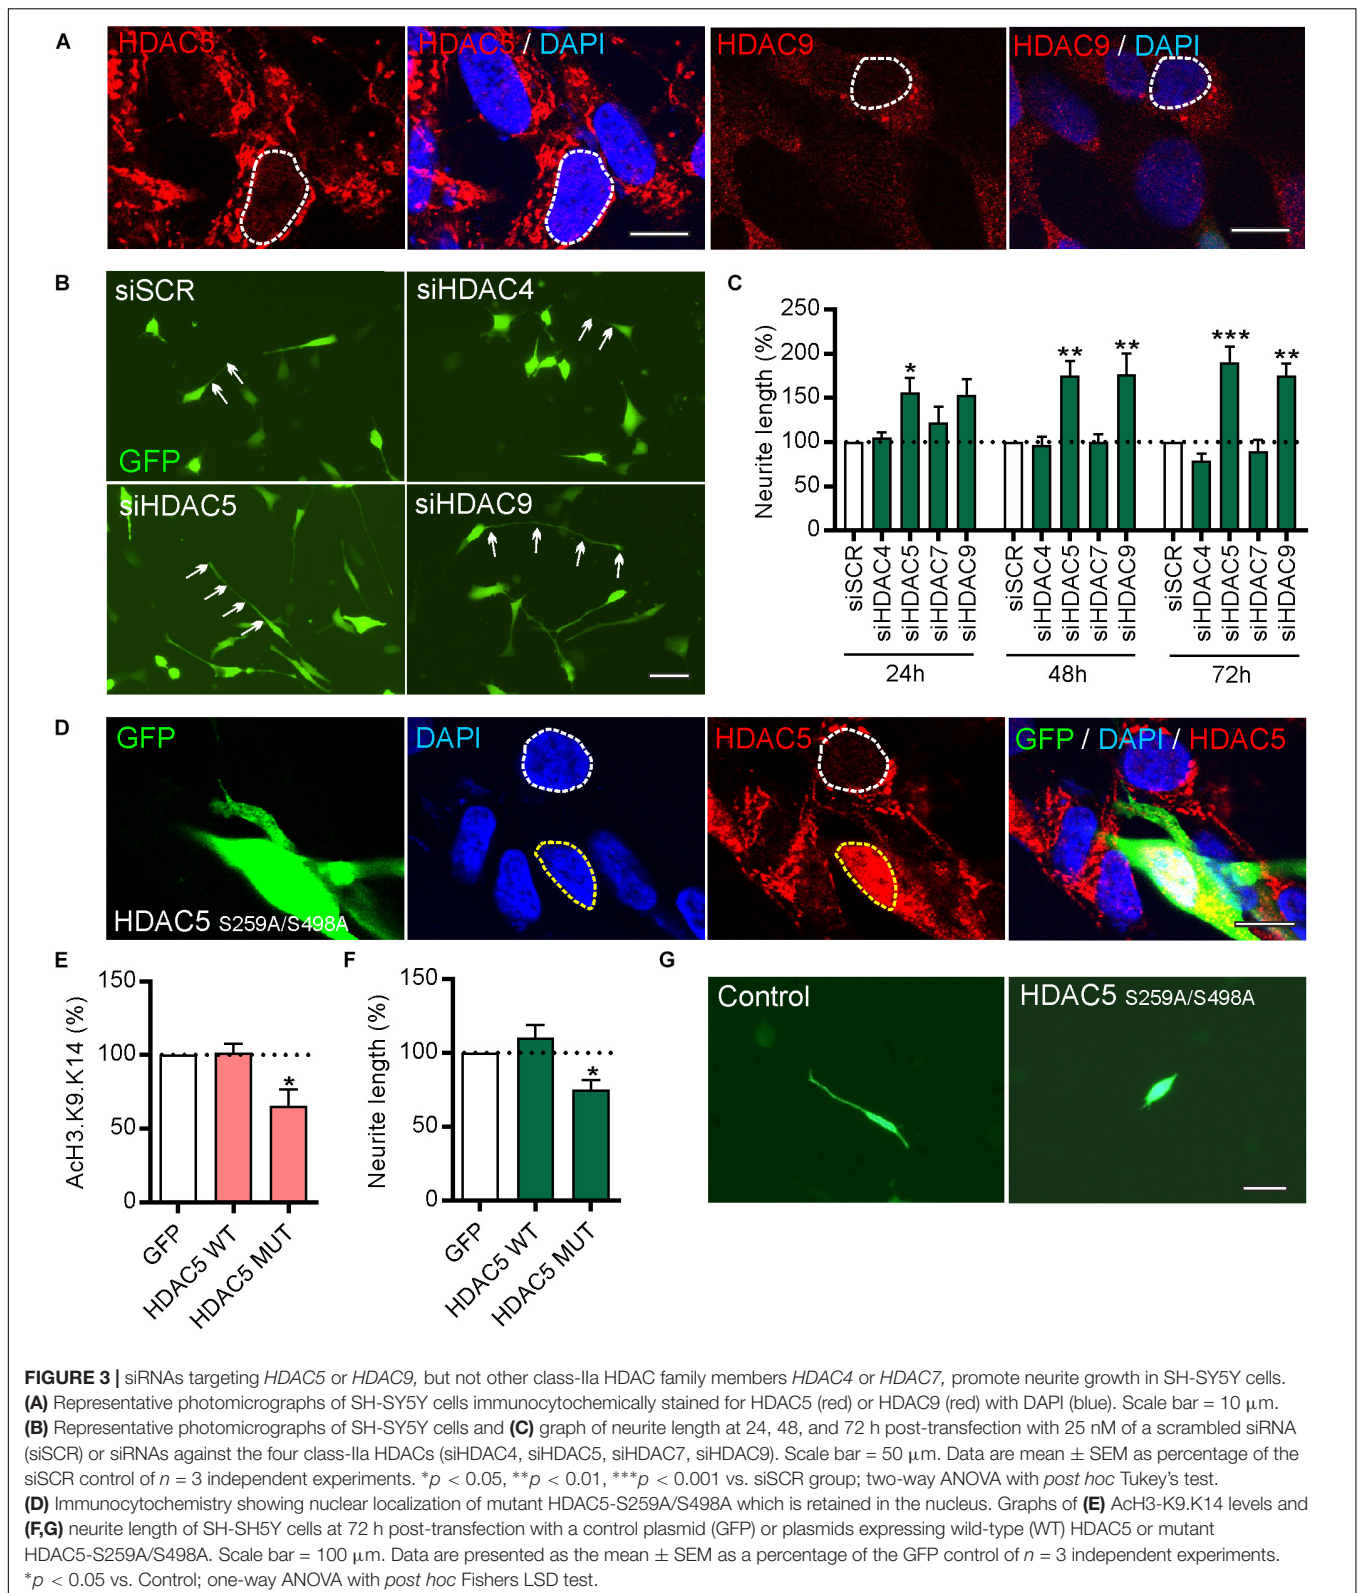 A
HDAC5
HDAC5 / DAPI
HDAC9
HDAC9 / DAPI
B
siSCR
GFP
siHDAC4
siHDAC5
siHDAC9
C
Neurite length (%)
250
200
150
100
50
0
*
**
**
***
**
siSCR
siHDAC4
siHDAC5
siHDAC7
siHDAC9
siSCR
siHDAC4
siHDAC5
siHDAC7
siHDAC9
siSCR
siHDAC4
siHDAC5
siHDAC7
siHDAC9
24h
48h
72h
D
GFP
HDAC5 S259A/S498A
DAPI
HDAC5
GFP / DAPI / HDAC5
E
AcH3.K9.K14 (%)
150
100
50
0
*
GFP
HDAC5 WT
HDAC5 MUT
F
Neurite length (%)
150
100
50
0
*
GFP
HDAC5 WT
HDAC5 MUT
G
Control
HDAC5 S259A/S498A
FIGURE 3 | siRNAs targeting HDAC5 or HDAC9, but not other class-IIa HDAC family members HDAC4 or HDAC7, promote neurite growth in SH-SY5Y cells.
(A) Representative photomicrographs of SH-SY5Y cells immunocytochemically stained for HDAC5 (red) or HDAC9 (red) with DAPI (blue). Scale bar = 10 μm.
(B) Representative photomicrographs of SH-SY5Y cells and (C) graph of neurite length at 24, 48, and 72 h post-transfection with 25 nM of a scrambled siRNA
(siSCR) or siRNAs against the four class-IIa HDACs (siHDAC4, siHDAC5, siHDAC7, siHDAC9). Scale bar = 50 μm. Data are mean ± SEM as percentage of the
siSCR control of n = 3 independent experiments. *p < 0.05, **p < 0.01, ***p < 0.001 vs. siSCR group; two-way ANOVA with post hoc Tukey's test.
(D) Immunocytochemistry showing nuclear localization of mutant HDAC5-S259A/S498A which is retained in the nucleus. Graphs of (E) AcH3-K9.K14 levels and
(F,G) neurite length of SH-SH5Y cells at 72 h post-transfection with a control plasmid (GFP) or plasmids expressing wild-type (WT) HDAC5 or mutant
HDAC5-S259A/S498A. Scale bar = 100 μm. Data are presented as the mean ± SEM as a percentage of the GFP control of n = 3 independent experiments.
*p < 0.05 vs. Control; one-way ANOVA with post hoc Fishers LSD test.